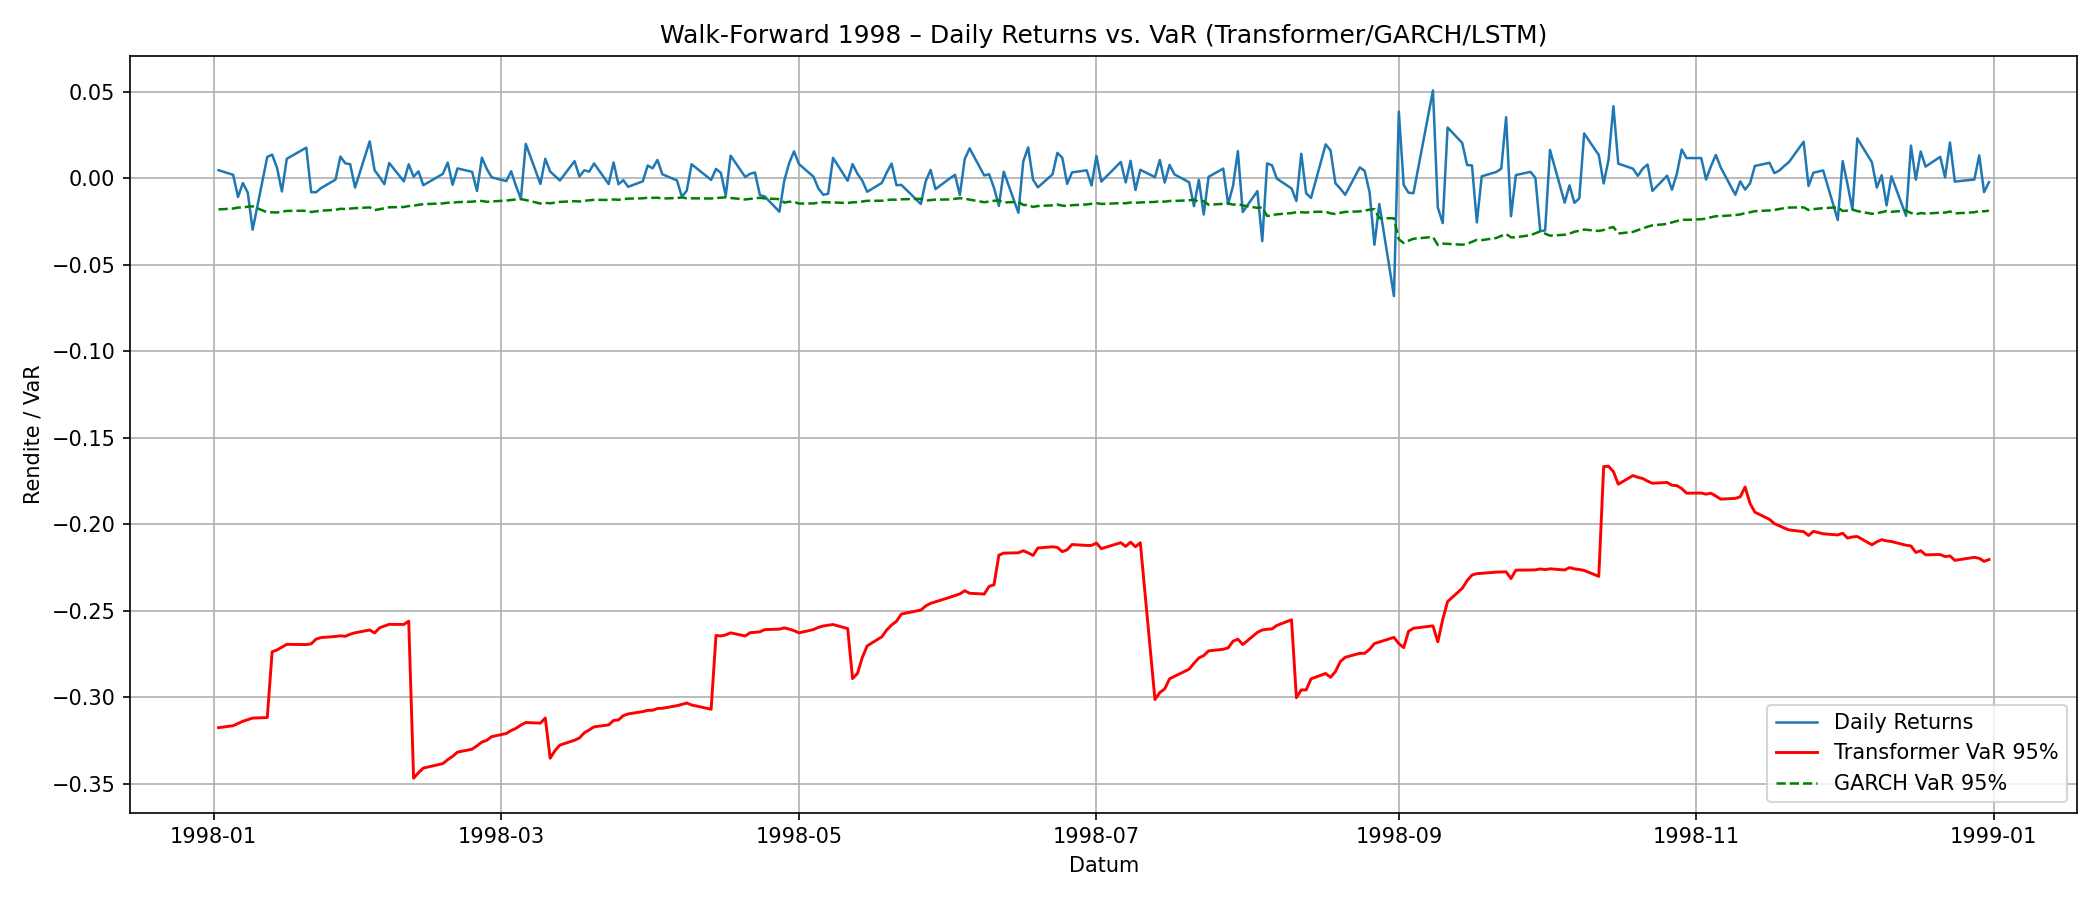 Walk-Forward 1998 – Daily Returns vs. VaR (Transformer/GARCH/LSTM)
Rendite / VaR
0.05
0.00
−0.05
−0.10
−0.15
−0.20
−0.25
−0.30
−0.35
Daily Returns
Transformer VaR 95%
GARCH VaR 95%
1998-01 1998-03 1998-05 1998-07 1998-09 1998-11 1999-01
Datum